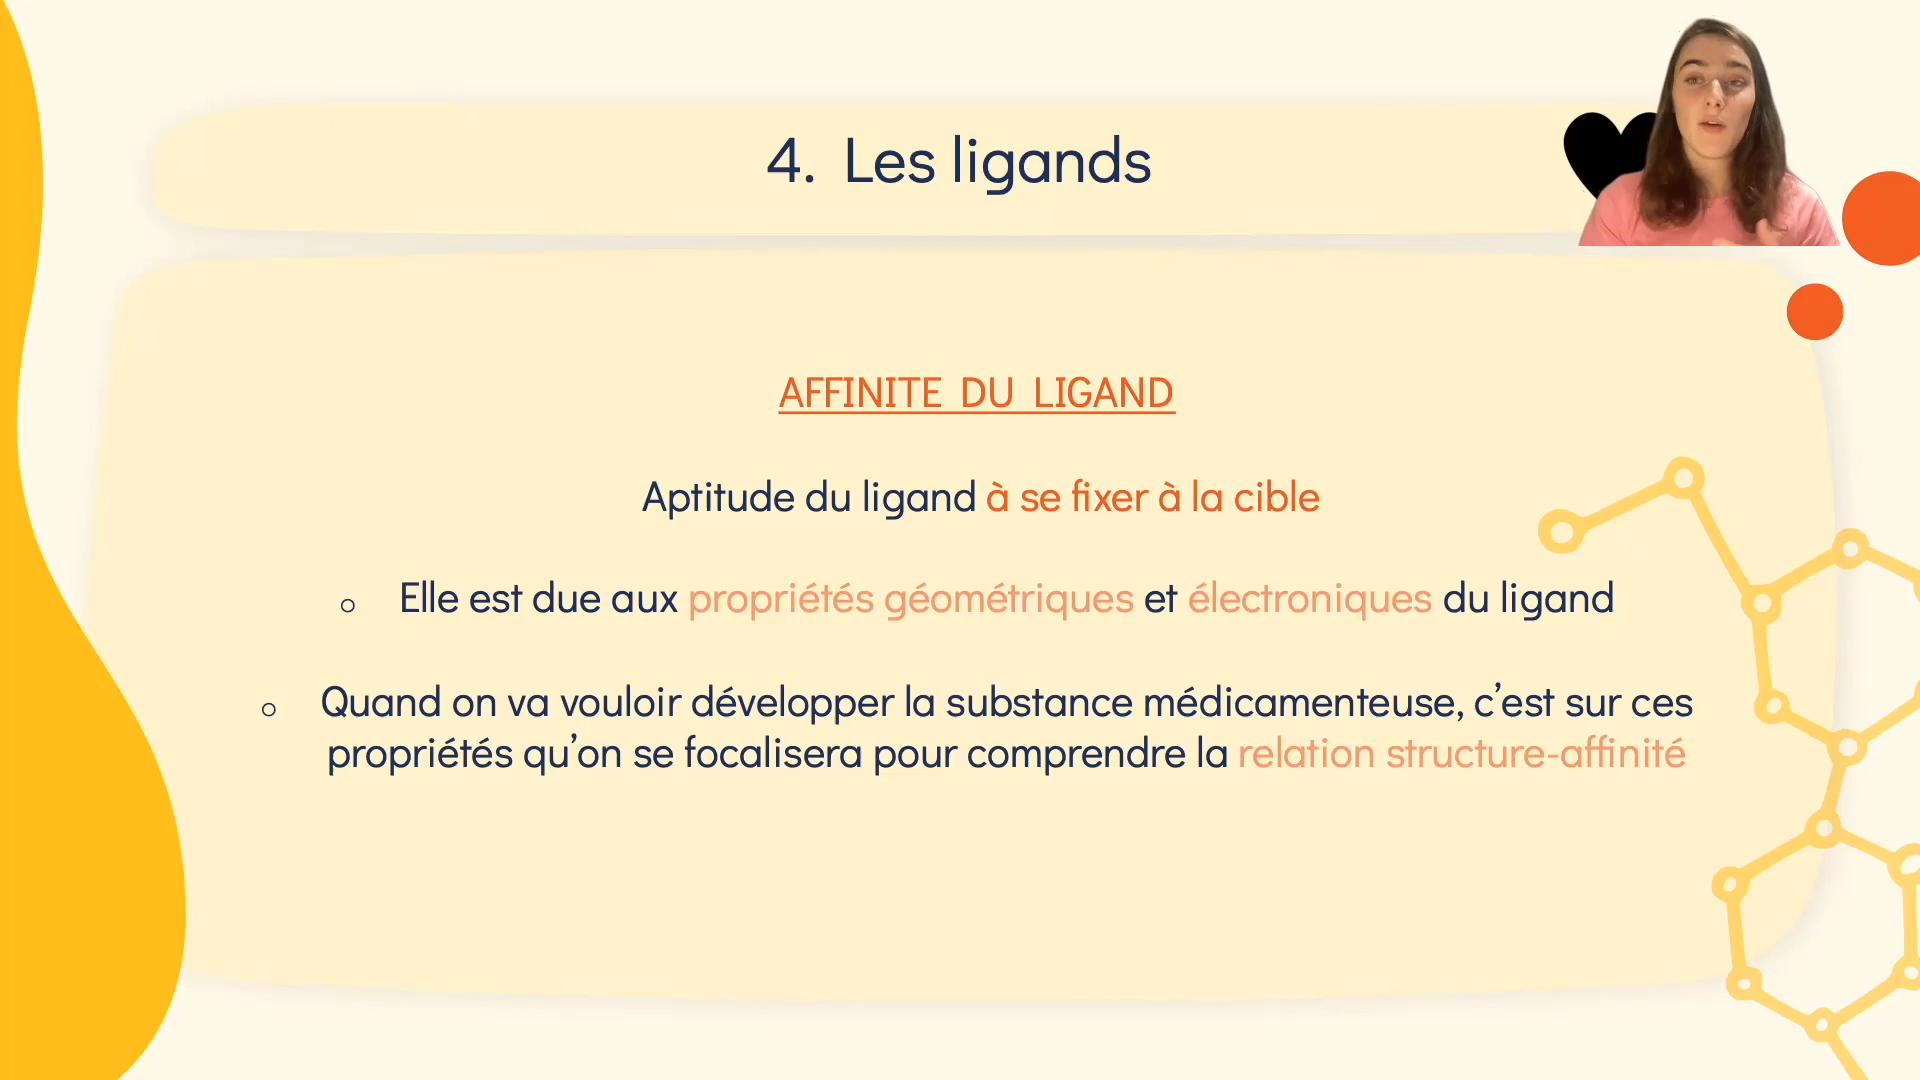 4. Les ligands
AFFINITE DU LIGAND
Aptitude du ligand à se fixer à la cible
Elle est due aux propriétés géométriques et électroniques du ligand
Quand on va vouloir développer la substance médicamenteuse, c’est sur ces
propriétés qu’on se focalisera pour comprendre la relation structure-affinité